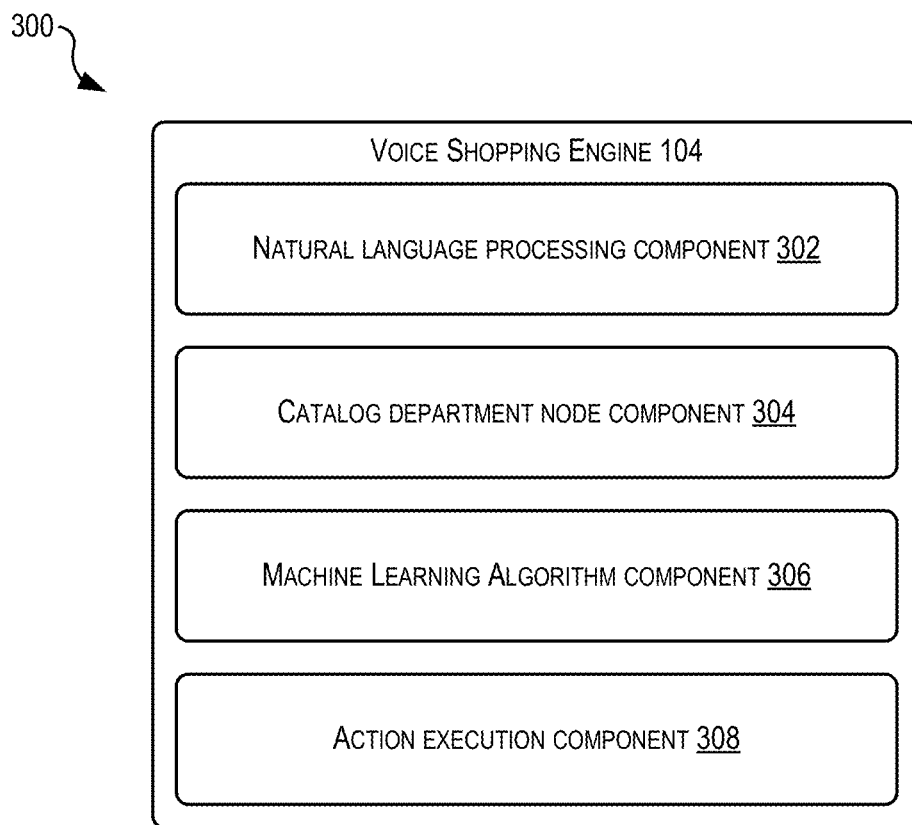 300
VOICE SHOPPING ENGINE 104
NATURAL LANGUAGE PROCESSING COMPONENT 302
CATALOG DEPARTMENT NODE COMPONENT 304
MACHINE LEARNING ALGORITHM COMPONENT 306
ACTION EXECUTION COMPONENT 308